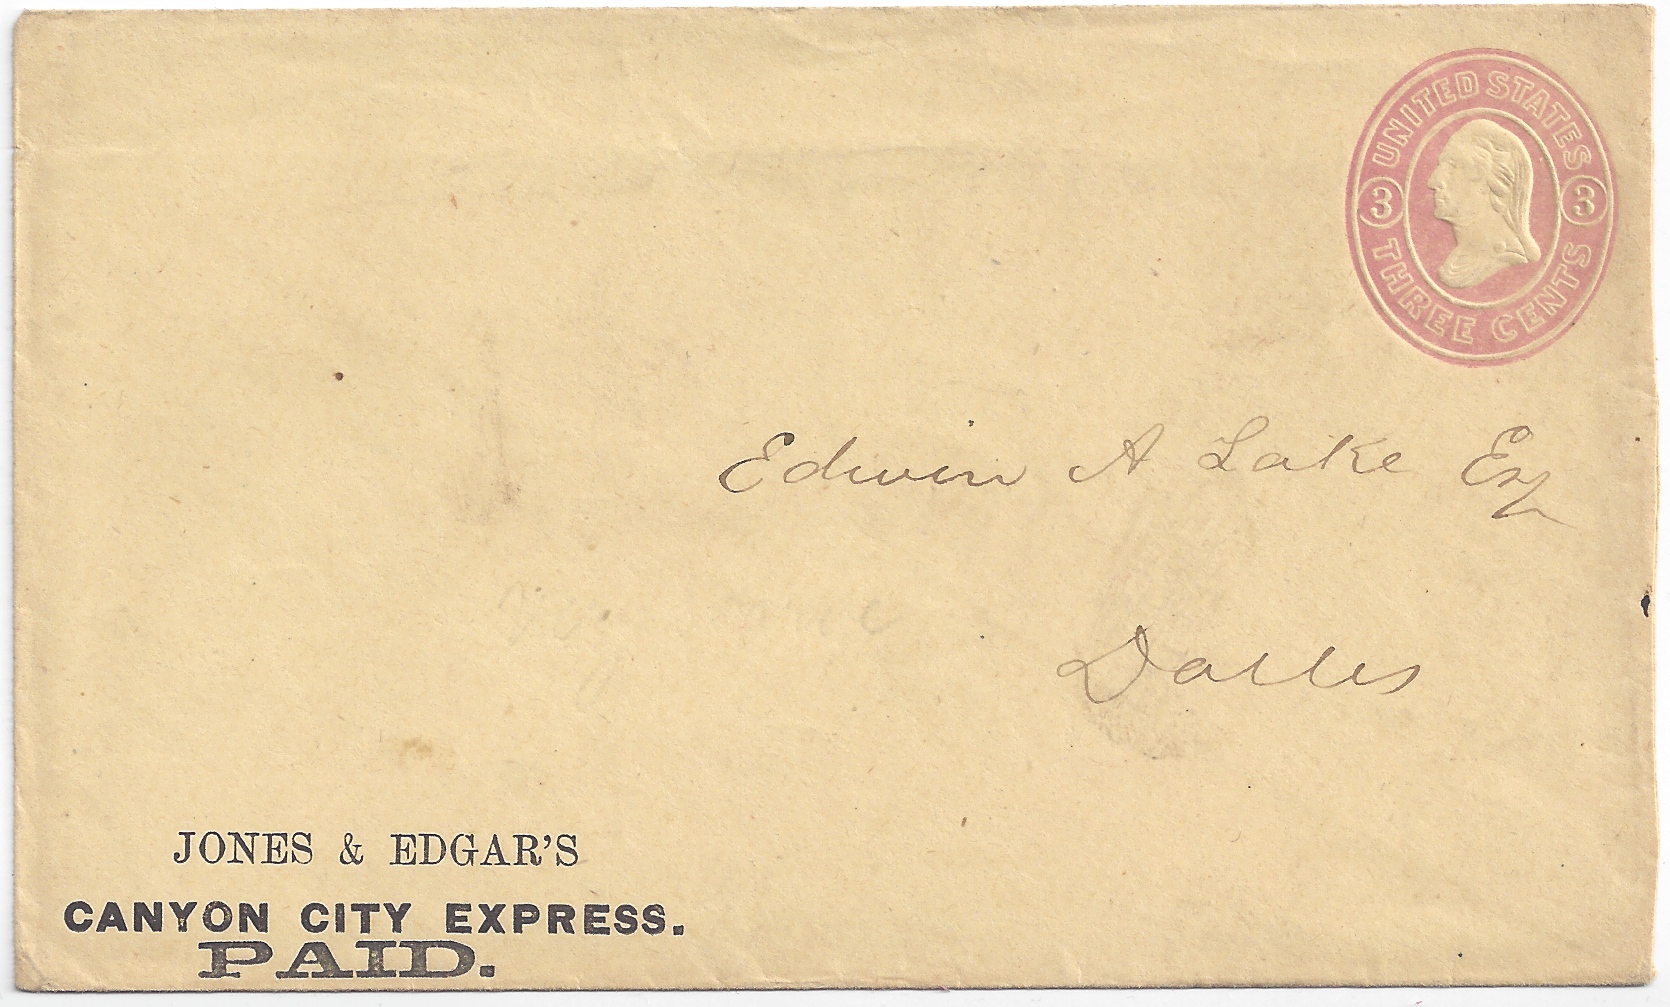 UNITED STATES
3 3
THREE CENTS
Edwin A Lake Esq
Dalles
JONES & EDGAR'S
CANYON CITY EXPRESS.
PAID.